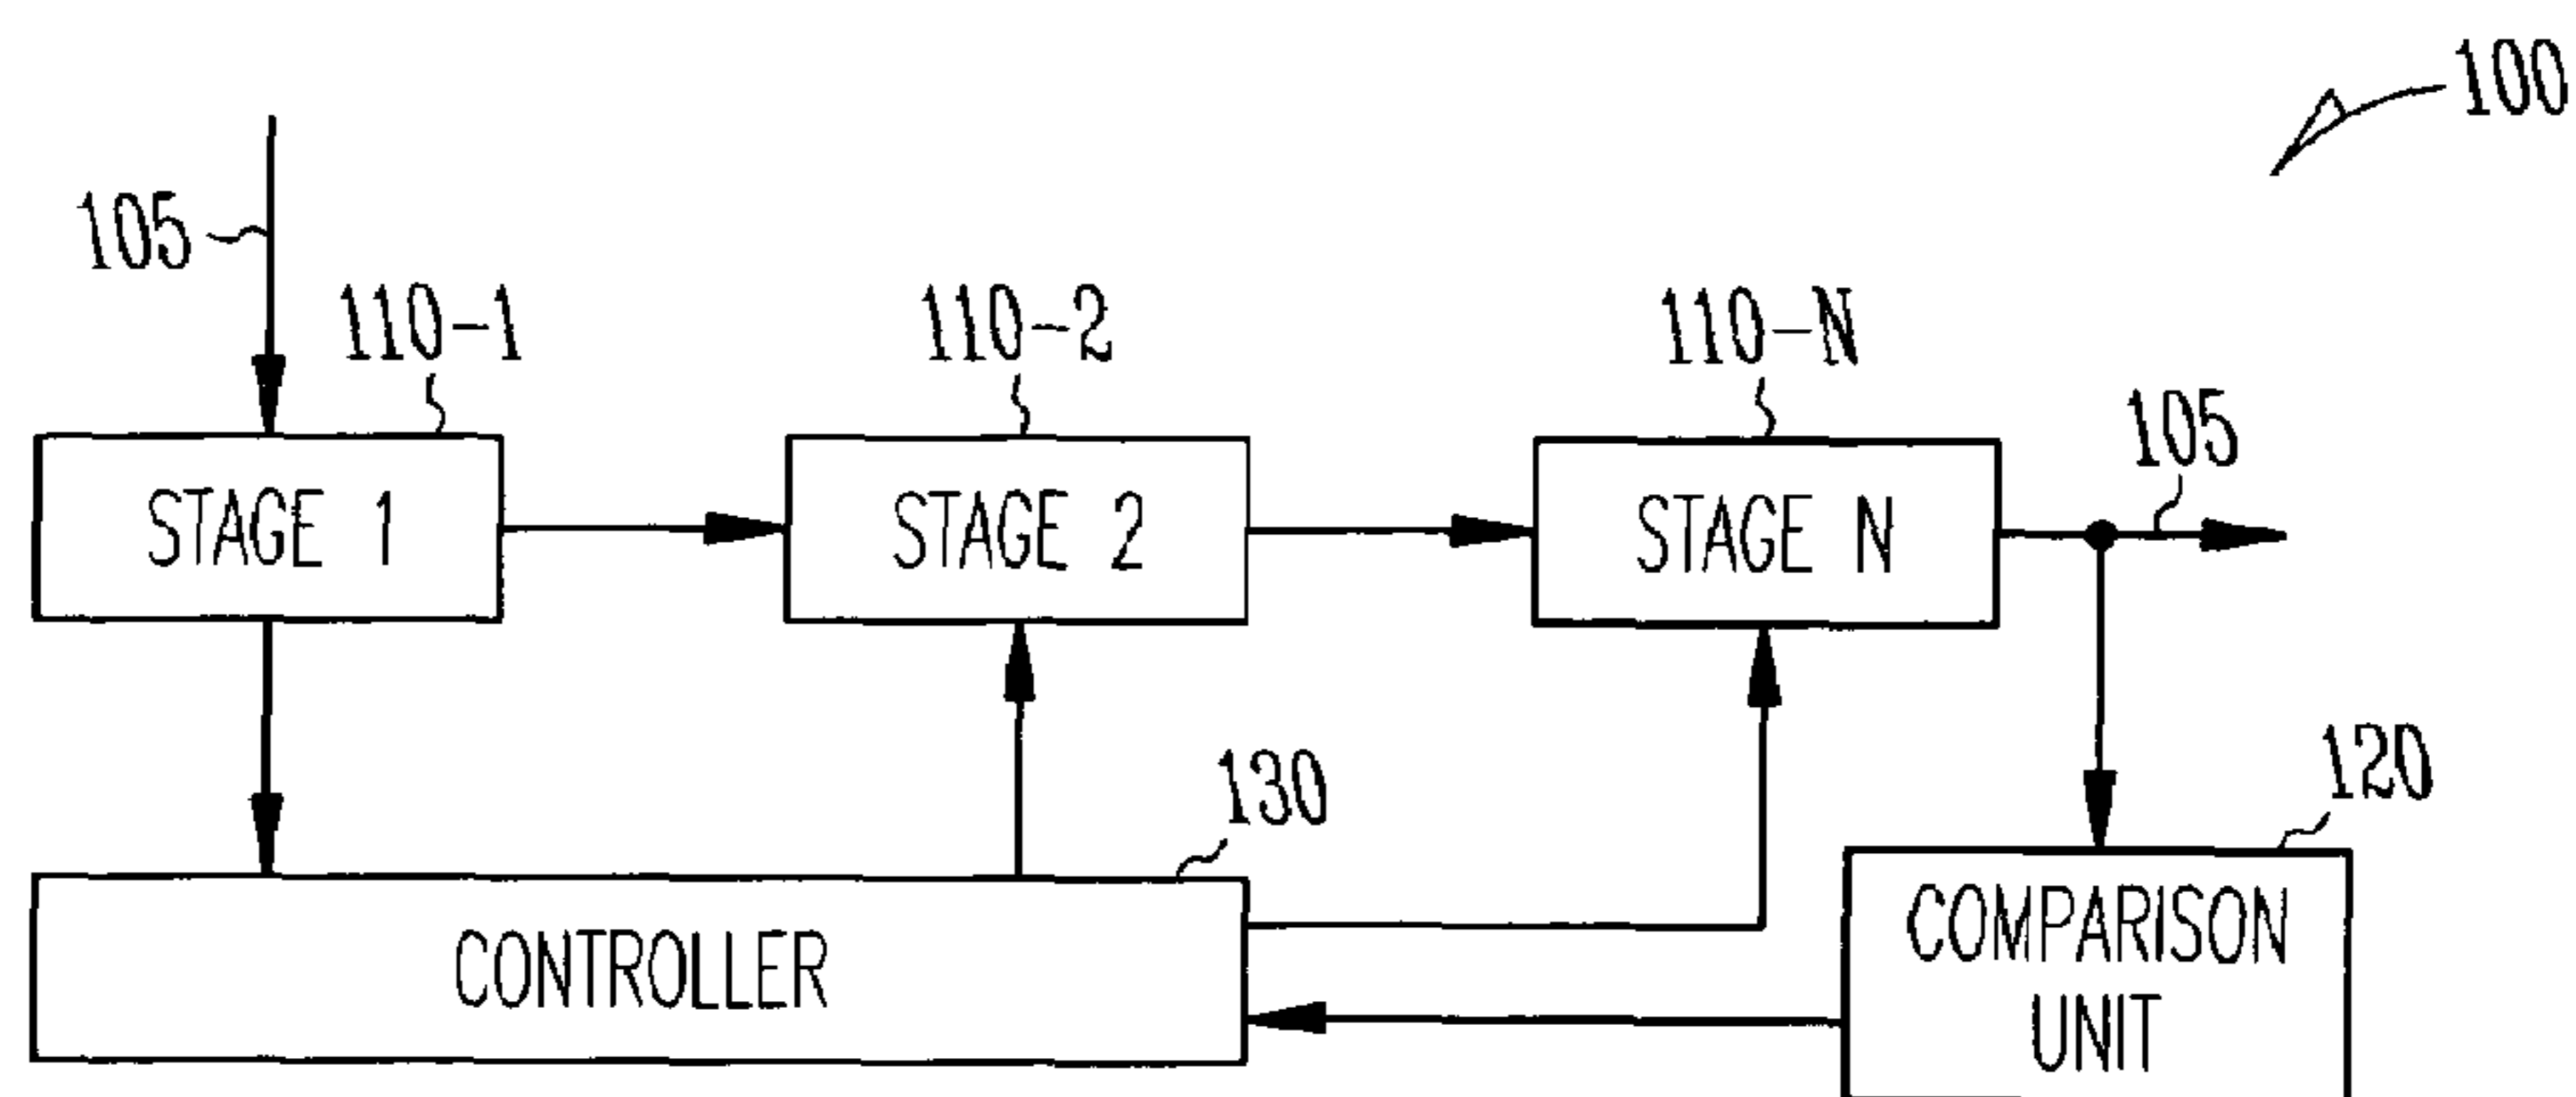 100
105
110-1
110-2
110-N
105
STAGE 1
STAGE 2
STAGE N
130
120
CONTROLLER
COMPARISON
UNIT